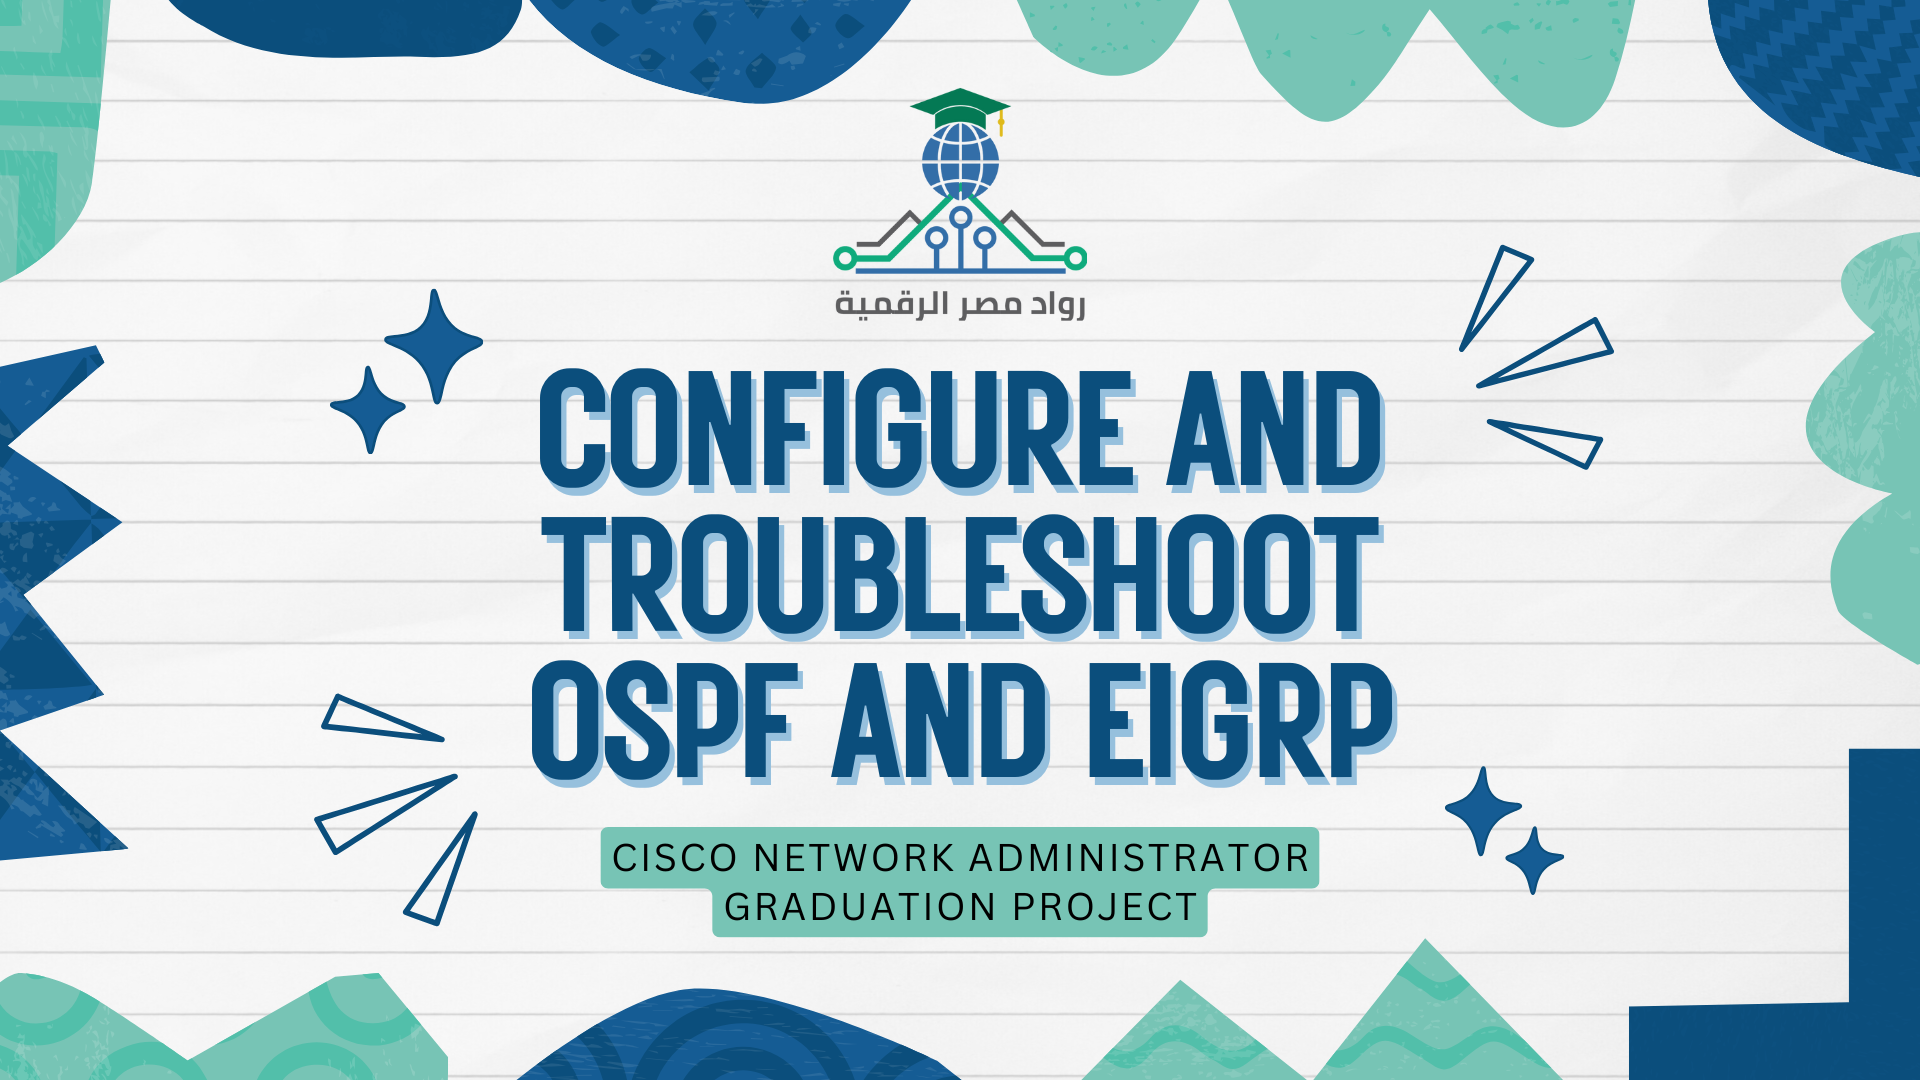 رواد مصر الرقمية
CONFIGURE AND
TROUBLESHOOT
OSPF AND EIGRP
CISCO NETWORK ADMINISTRATOR
GRADUATION PROJECT